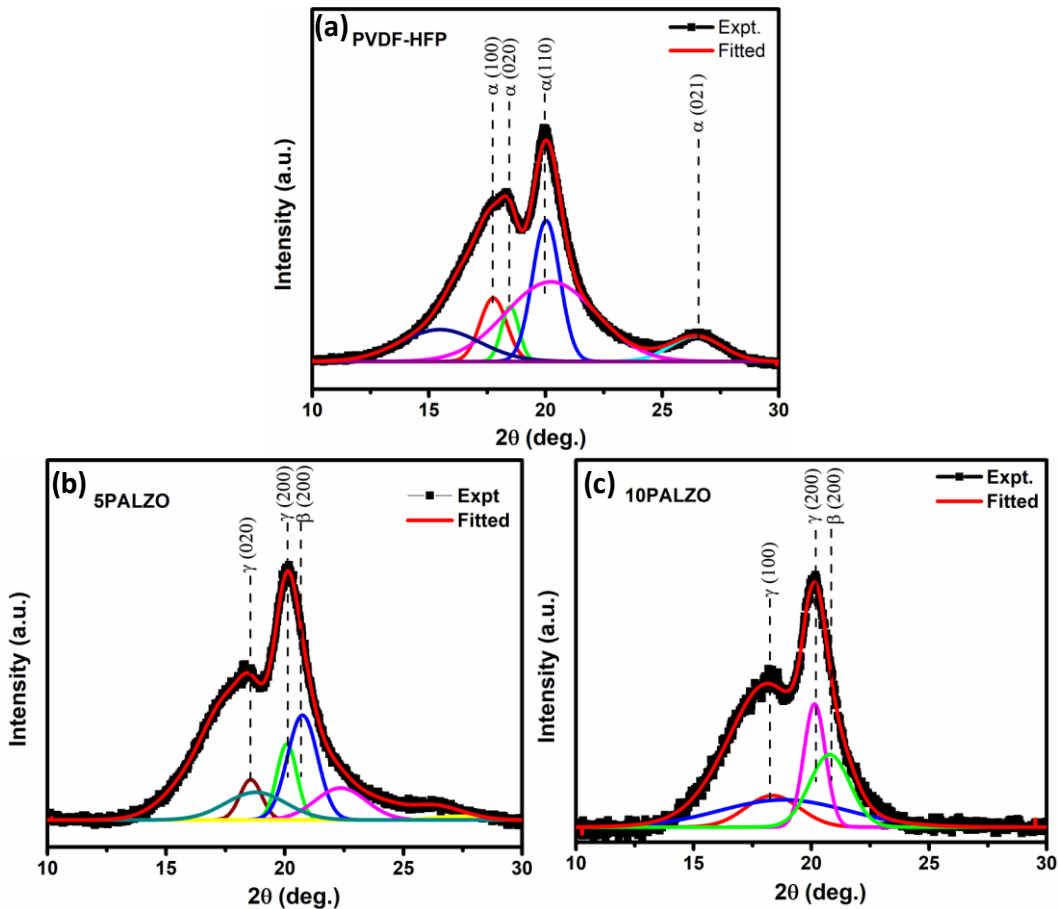 (a)
PVDF-HFP
Expt.
Fitted
α (100)
α (020)
α(110)
α (021)
Intensity (a.u.)
10 15 20 25 30
2θ (deg.)
(b)
5PALZO
Expt
Fitted
γ (020)
γ (200)
β (200)
Intensity (a.u.)
10 15 20 25 30
2θ (deg.)
(c)
10PALZO
Expt.
Fitted
γ (100)
γ (200)
β (200)
Intensity (a.u.)
10 15 20 25 30
2θ (deg.)